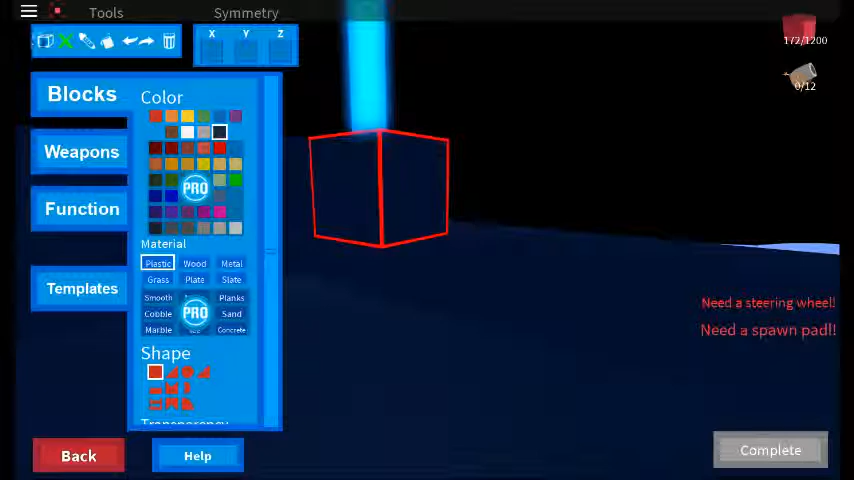 Tools Symmetry
X Y Z
172/1200
0/12
Blocks
Weapons
Function
Templates
Color
PRO
Material
Plastic Wood Metal
Grass Plate Slate
Smooth Planks
Cobble PRO Sand
Marble Concrete
Shape
Transparency
Need a steering wheel!
Need a spawn pad!!
Back Help Complete